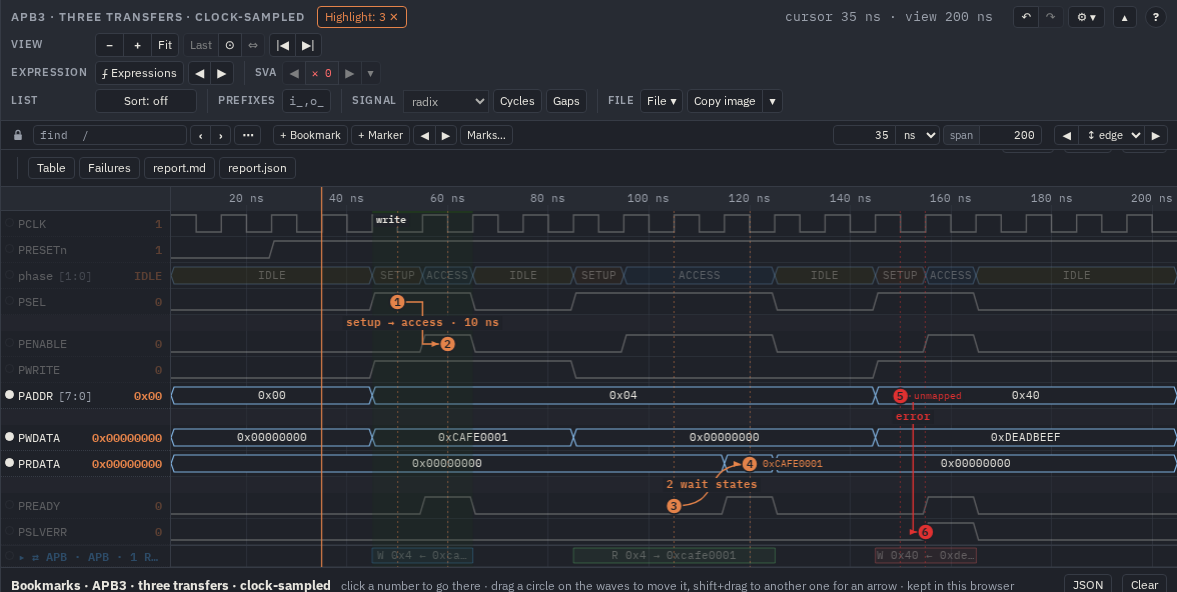 APB3 · THREE TRANSFERS · CLOCK-SAMPLED Highlight: 3 × cursor 35 ns · view 200 ns ↶ ↷ ⚙ ▾ ▲ ?
VIEW − + Fit Last ⊙ ⇔ |◀ ▶|
EXPRESSION ⨍ Expressions ◀ ▶ SVA ◀ × 0 ▶ ▾
LIST Sort: off PREFIXES i_,o_ SIGNAL radix Cycles Gaps FILE File ▾ Copy image ▾
find / ‹ › ••• + Bookmark + Marker ◀ ▶ Marks... 35 ns span 200 ◀ ↕ edge ▶
Table Failures report.md report.json
20 ns 40 ns 60 ns 80 ns 100 ns 120 ns 140 ns 160 ns 180 ns 200 ns
PCLK 1 write
PRESETn 1
phase [1:0] IDLE IDLE SETUP ACCESS IDLE SETUP ACCESS IDLE SETUP ACCESS IDLE
PSEL 0 1
setup → access · 10 ns
PENABLE 0 2
PWRITE 0
PADDR [7:0] 0x00 0x00 0x04 5 unmapped 0x40
error
PWDATA 0x00000000 0x00000000 0xCAFE0001 0x00000000 0xDEADBEEF
PRDATA 0x00000000 0x00000000 4 0xCAFE0001 0x00000000
2 wait states
PREADY 0 3
PSLVERR 0 6
▸ ⇄ APB · APB · 1 R… W 0x4 ← 0xca… R 0x4 → 0xcafe0001 W 0x40 ← 0xde…
Bookmarks · APB3 · three transfers · clock-sampled click a number to go there · drag a circle on the waves to move it, shift+drag to another one for an arrow · kept in this browser JSON Clear